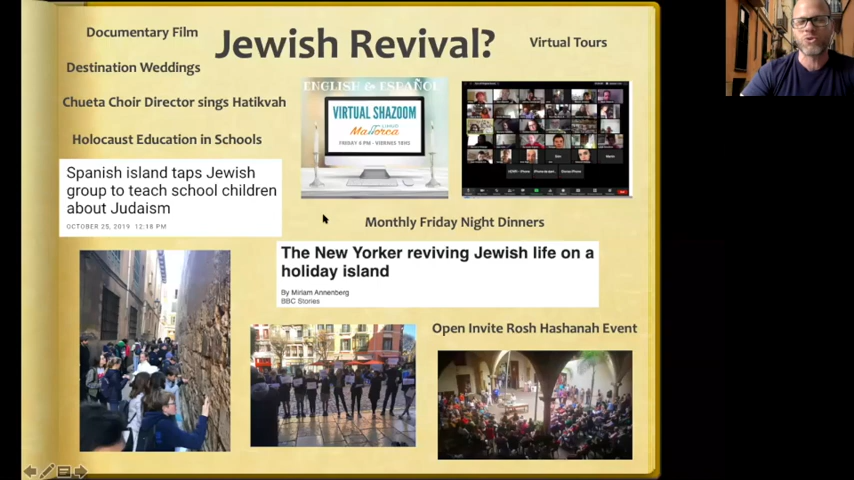 Documentary Film
Jewish Revival?
Virtual Tours
Destination Weddings
Chueta Choir Director sings Hatikvah
Holocaust Education in Schools
ENGLISH & ESPAÑOL
VIRTUAL SHAZOOM
Mallorca
FRIDAY 6 PM - VIERNES 18HS
Spanish island taps Jewish
group to teach school children
about Judaism
OCTOBER 25, 2019 12:18 PM
Monthly Friday Night Dinners
The New Yorker reviving Jewish life on a
holiday island
By Miriam Annenberg
BBC Stories
Open Invite Rosh Hashanah Event